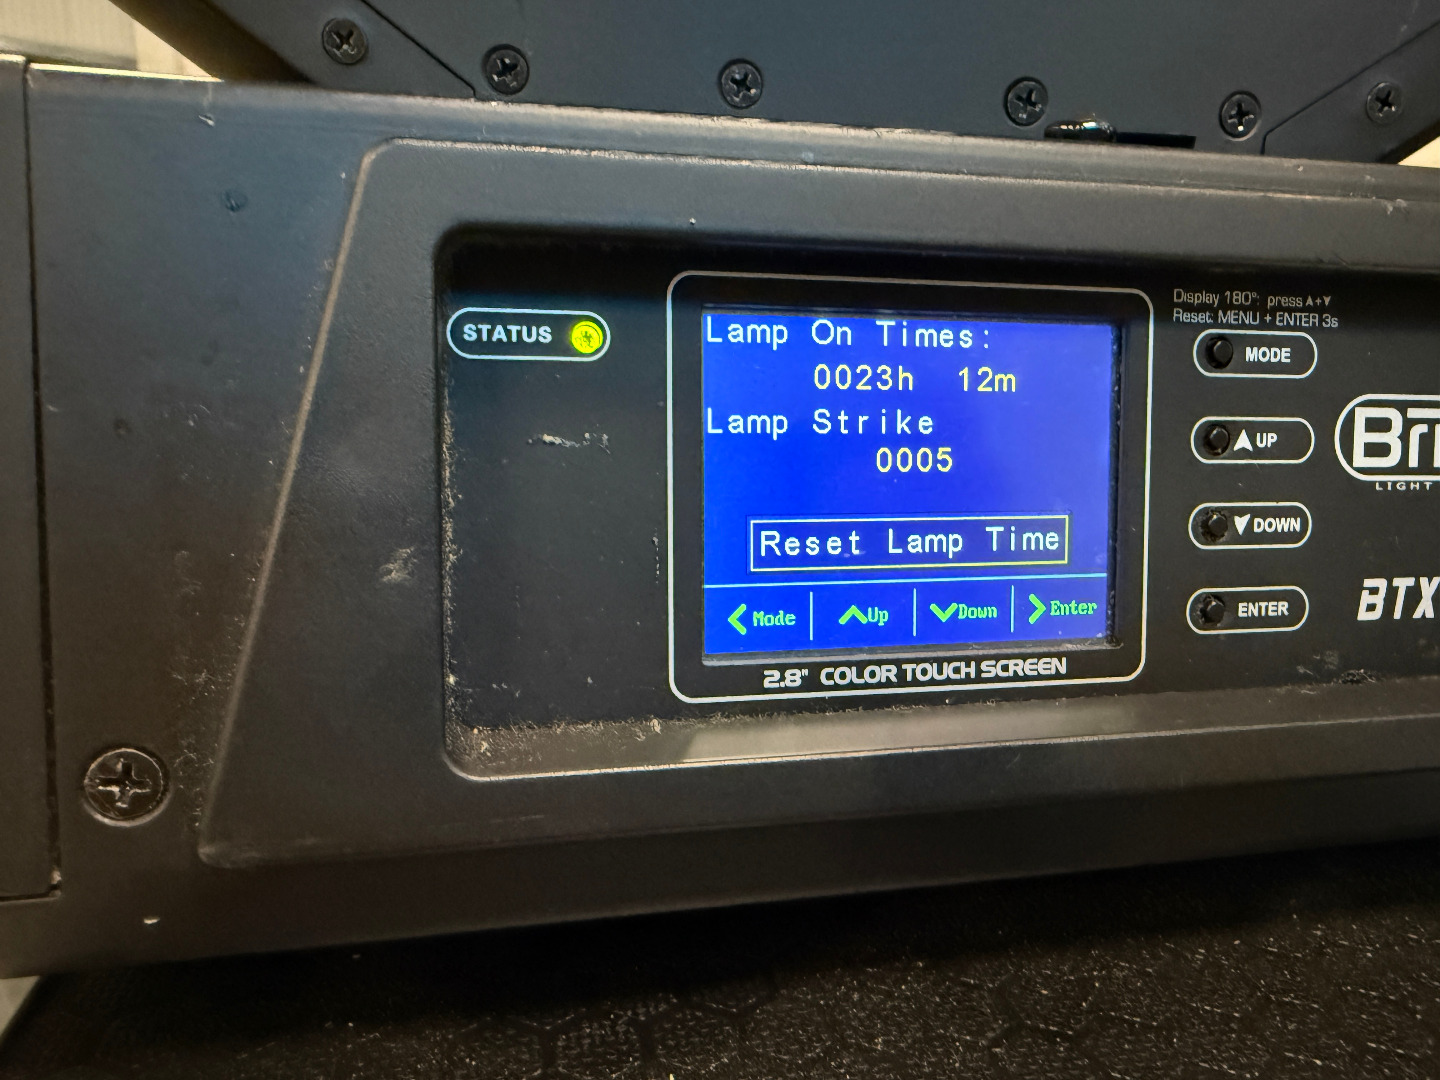 STATUS
Lamp On Times:
0023h 12m
Lamp Strike
0005
Reset Lamp Time
Mode Up Down Enter
2.8" COLOR TOUCH SCREEN
Display 180°: press▲+▼
Reset: MENU + ENTER 3s
MODE
UP
DOWN
ENTER
LIGHT
BTX